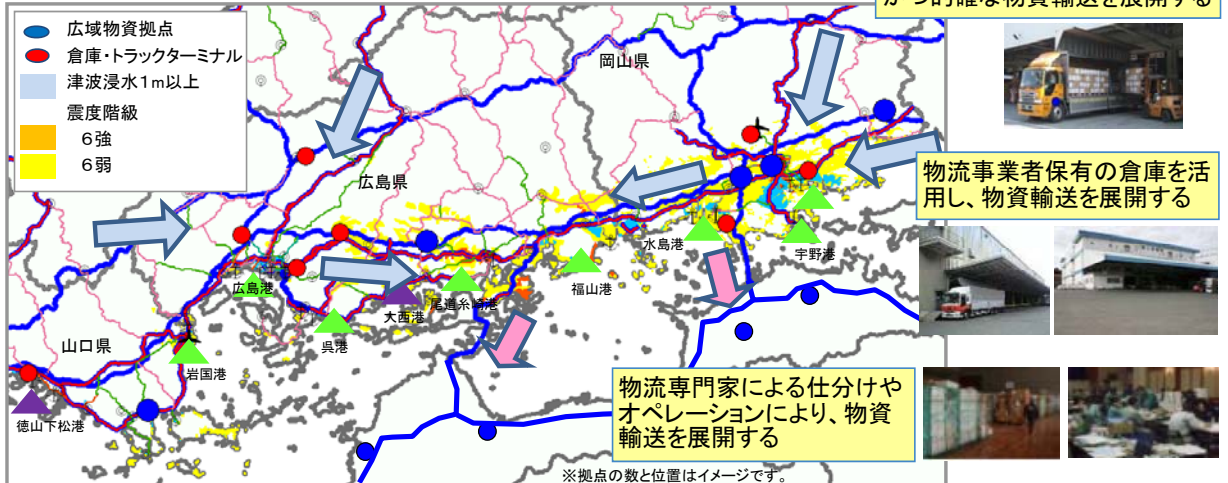 かつ的確な物資輸送を展開する
広域物資拠点
倉庫・トラックターミナル
津波浸水1m以上
震度階級
6強
6弱
岡山県
広島県
山口県
物流事業者保有の倉庫を活
用し、物資輸送を展開する
水島港
宇野港
福山港
広島港
尾道糸崎港
大西港
呉港
岩国港
徳山下松港
物流専門家による仕分けや
オペレーションにより、物資
輸送を展開する
※拠点の数と位置はイメージです。